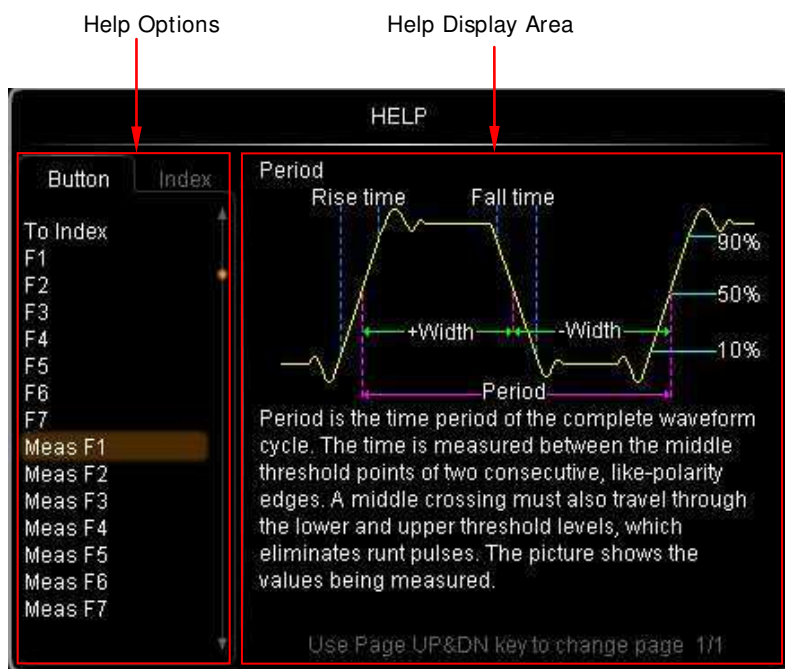 Help Options
Help Display Area
HELP
Button
Index
To Index
F1
F2
F3
F4
F5
F6
F7
Meas F1
Meas F2
Meas F3
Meas F4
Meas F5
Meas F6
Meas F7
Period
Rise time
Fall time
90%
50%
+Width
-Width
10%
Period
Period is the time period of the complete waveform
cycle. The time is measured between the middle
threshold points of two consecutive, like-polarity
edges. A middle crossing must also travel through
the lower and upper threshold levels, which
eliminates runt pulses. The picture shows the
values being measured.
Use Page UP&DN key to change page 1/1